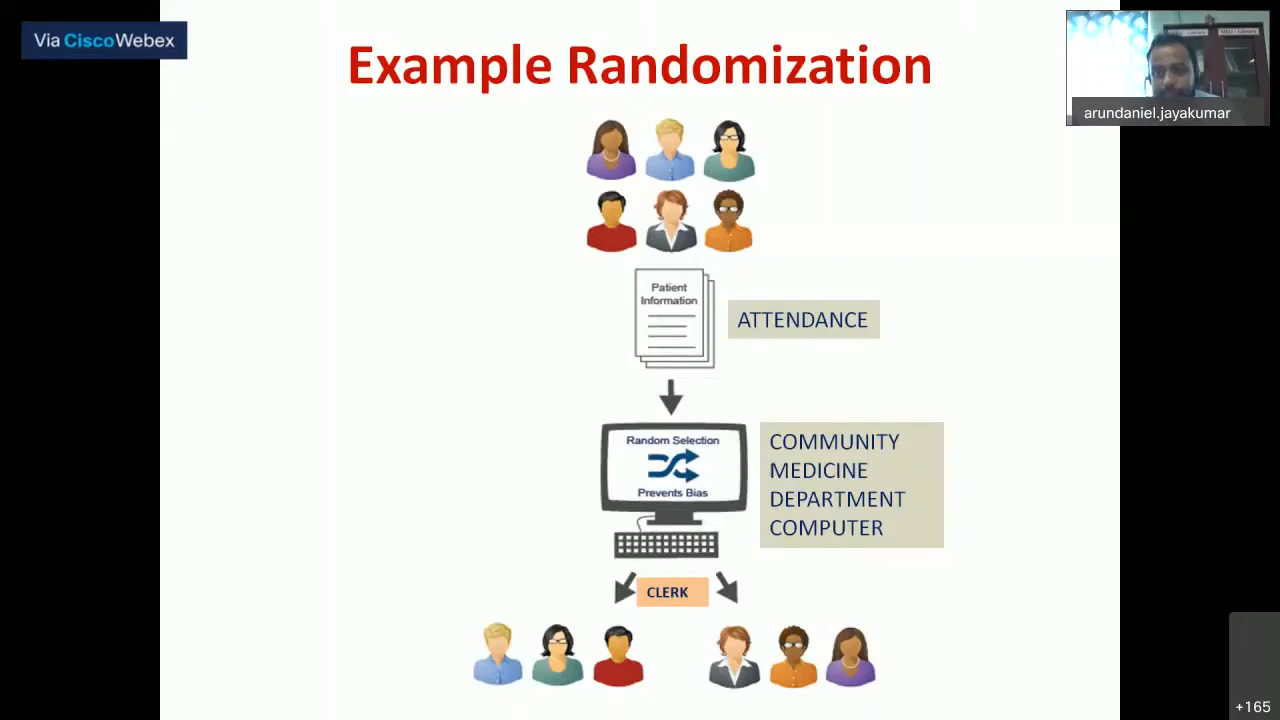 Via CiscoWebex
Example Randomization
arundaniel.jayakumar
Patient
Information
ATTENDANCE
Random Selection
Prevents Bias
COMMUNITY
MEDICINE
DEPARTMENT
COMPUTER
CLERK
+165